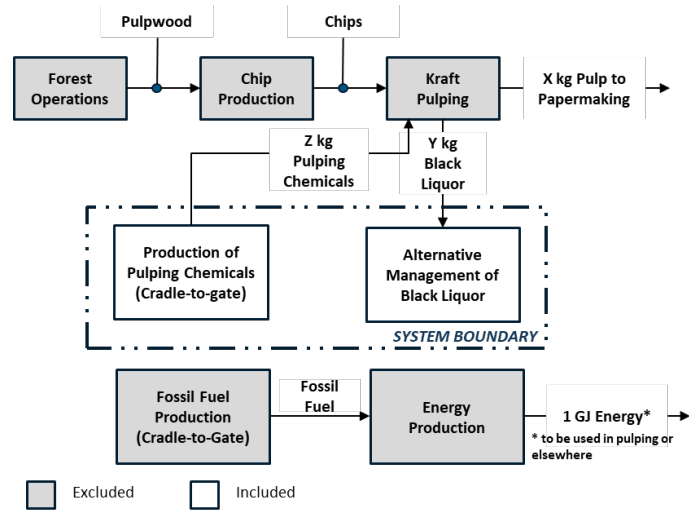 Pulpwood
Chips
Forest
Operations
Chip
Production
Kraft
Pulping
X kg Pulp to
Papermaking
Z kg
Pulping
Chemicals
Y kg
Black
Liquor
Production of
Pulping Chemicals
(Cradle-to-gate)
Alternative
Management of
Black Liquor
SYSTEM BOUNDARY
Fossil Fuel
Production
(Cradle-to-Gate)
Fossil
Fuel
Energy
Production
1 GJ Energy*
* to be used in pulping or
elsewhere
Excluded
Included